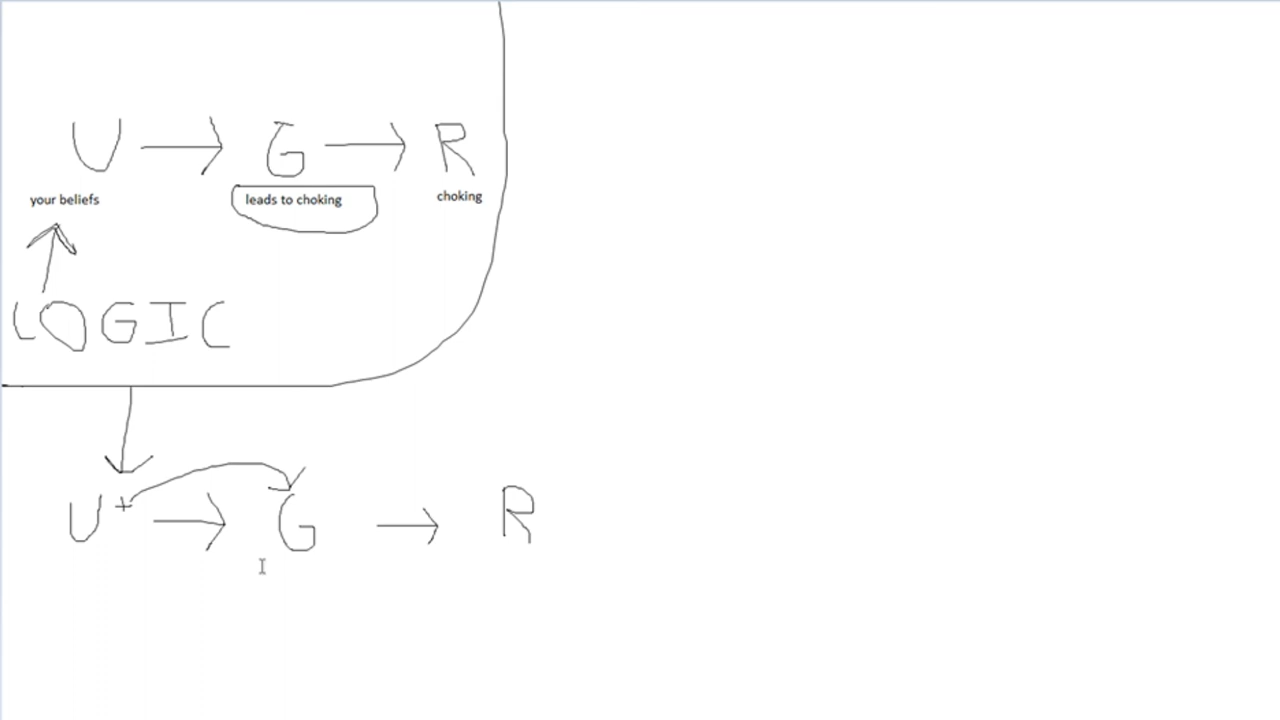 U → G → R
your beliefs leads to choking choking
LOGIC
U+ → G → R